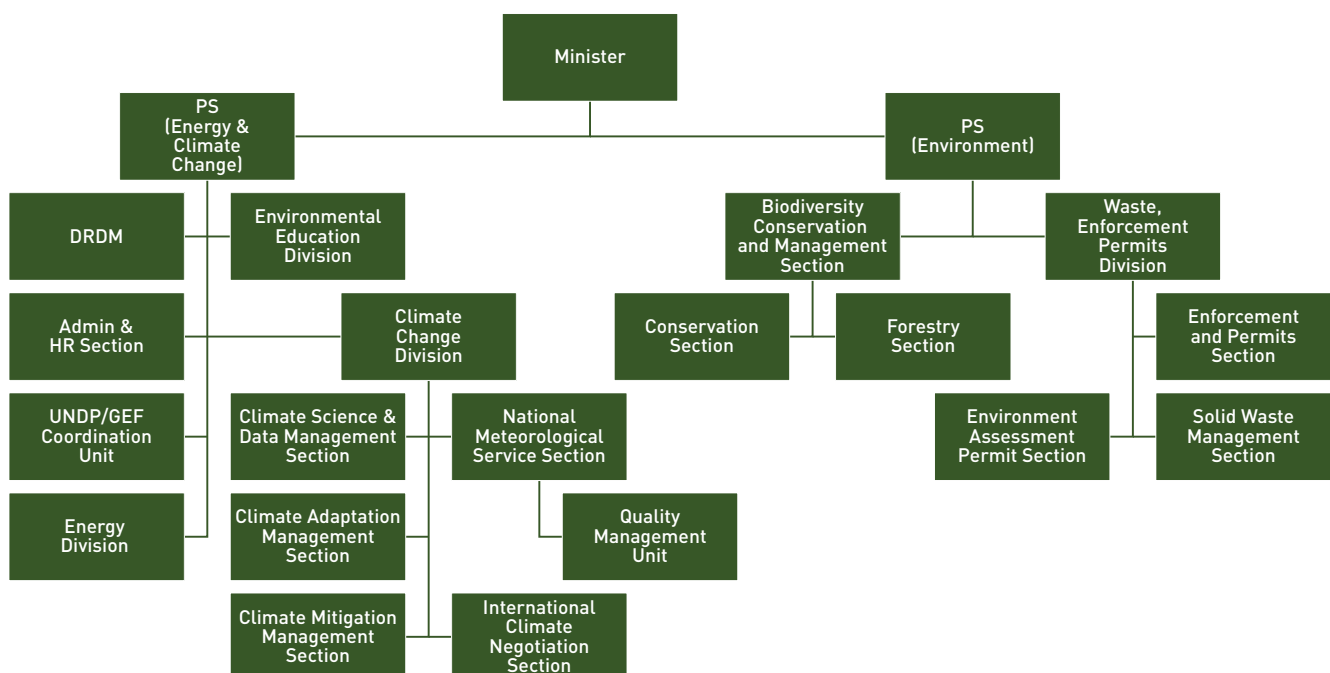 Minister
PS
(Energy &
Climate
Change)
PS
(Environment)
DRDM
Environmental
Education
Division
Biodiversity
Conservation
and Management
Section
Waste,
Enforcement
Permits
Division
Admin &
HR Section
Climate
Change
Division
Conservation
Section
Forestry
Section
Enforcement
and Permits
Section
UNDP/GEF
Coordination
Unit
Climate Science &
Data Management
Section
National
Meteorological
Service Section
Environment
Assessment
Permit Section
Solid Waste
Management
Section
Energy
Division
Climate Adaptation
Management
Section
Quality
Management
Unit
Climate Mitigation
Management
Section
International
Climate
Negotiation
Section